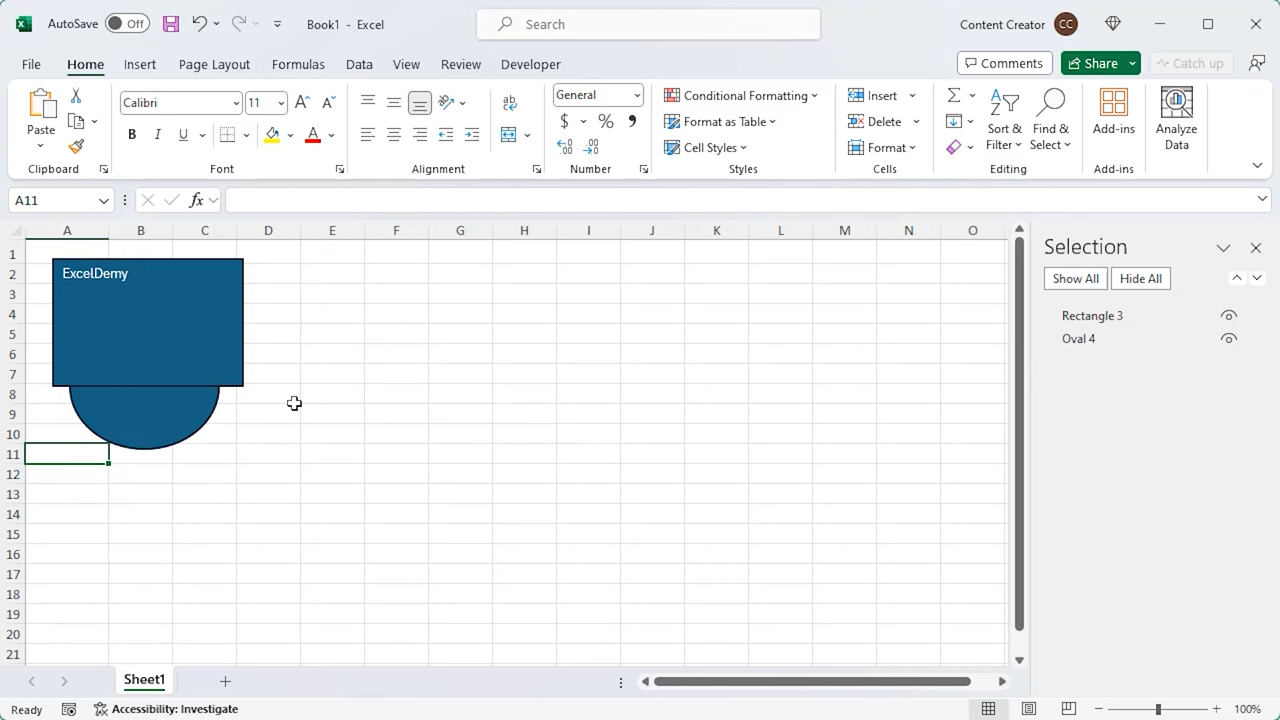 AutoSave Off Book1 - Excel Search Content Creator CC
File Home Insert Page Layout Formulas Data View Review Developer Comments Share Catch up
Paste Calibri 11 General Conditional Formatting Insert Sort & Find & Add-ins Analyze
Format as Table Delete Filter Select Data
Cell Styles Format
Clipboard Font Alignment Number Styles Cells Editing Add-ins
A11 fx
A B C D E F G H I J K L M N O
1
2
3
4
5
6
7
8
9
10
11
12
13
14
15
16
17
18
19
20
21
ExcelDemy
Selection
Show All Hide All
Rectangle 3
Oval 4
Sheet1
Ready Accessibility: Investigate 100%